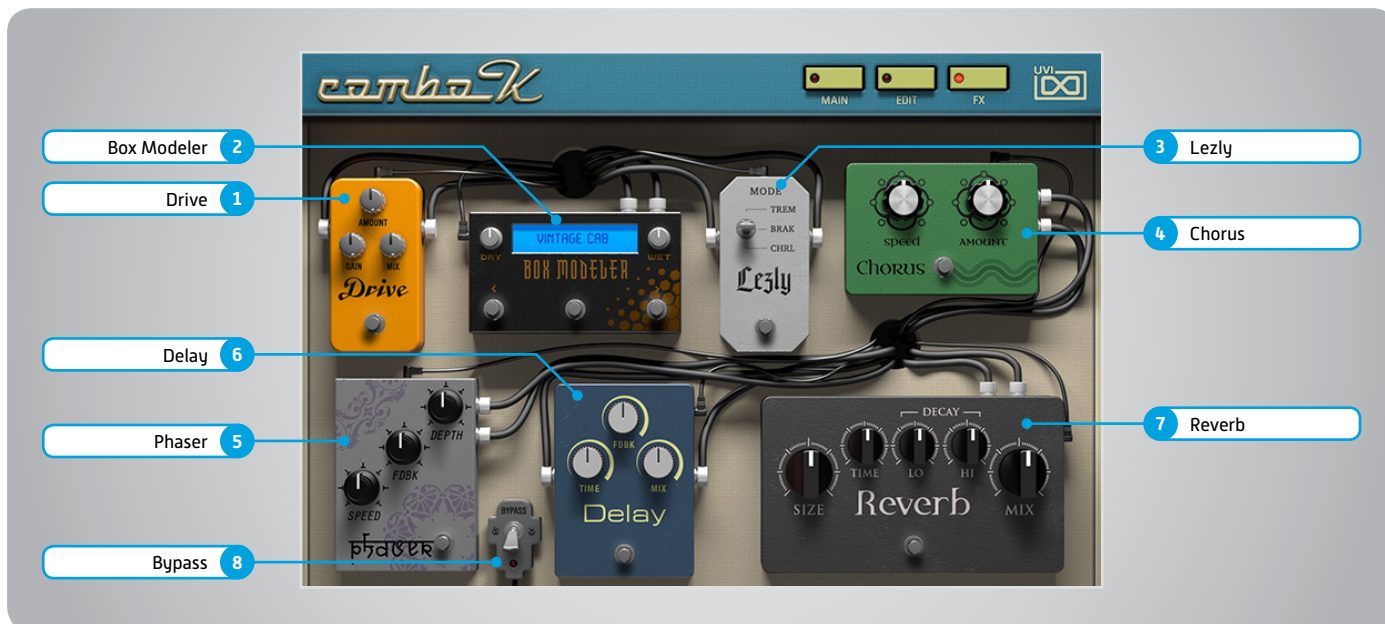 combo K
MAIN
EDIT
FX
UVI
Box Modeler 2
Drive 1
Delay 6
Phaser 5
Bypass 8
3 Lezly
4 Chorus
7 Reverb
AMOUNT
GAIN
MIX
Drive
VINTAGE CAB
DRY
WET
BOX MODELER
<
>
MODE
TREM
BRAK
CHRL
Lezly
speed
AMOUNT
Chorus
DEPTH
FDBK
SPEED
phaser
BYPASS
FDBK
TIME
MIX
Delay
DECAY
TIME
LO
HI
SIZE
MIX
Reverb